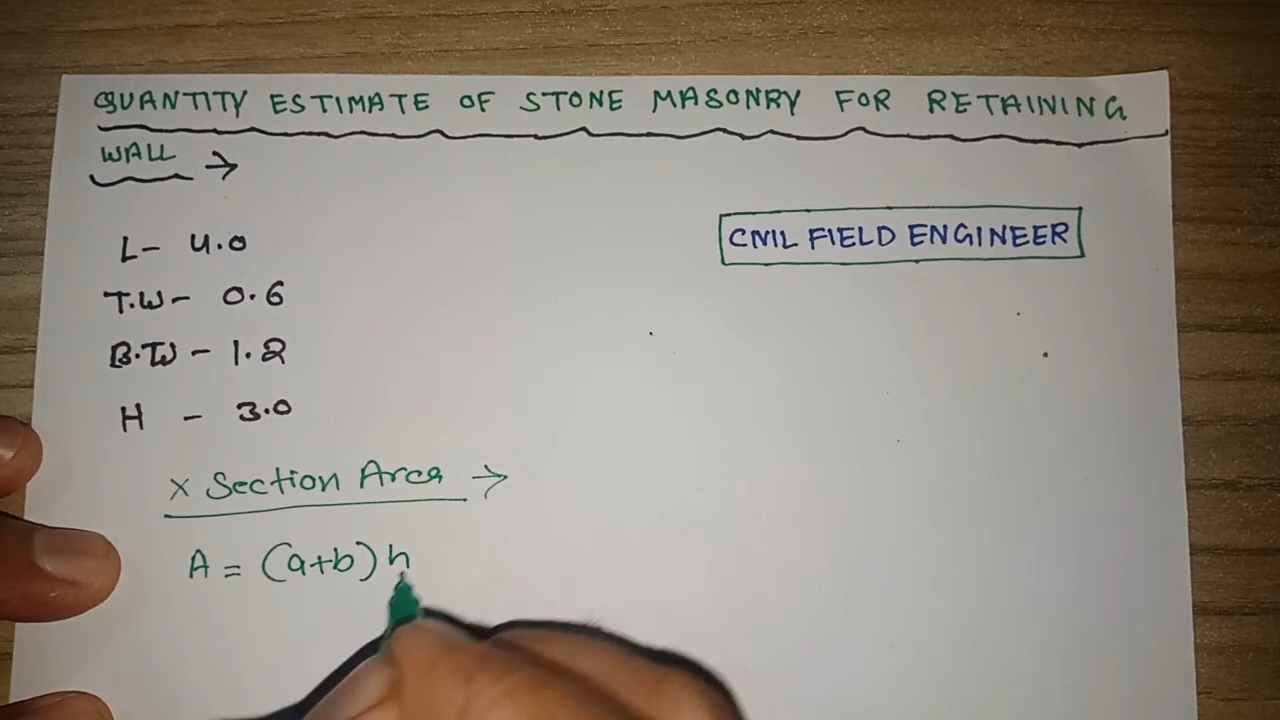 QUANTITY ESTIMATE OF STONE MASONRY FOR RETAINING
WALL →
CIVIL FIELD ENGINEER
L- 4.0
T.W- 0.6
B.W - 1.2
H - 3.0
X Section Area →
A = (a+b)h